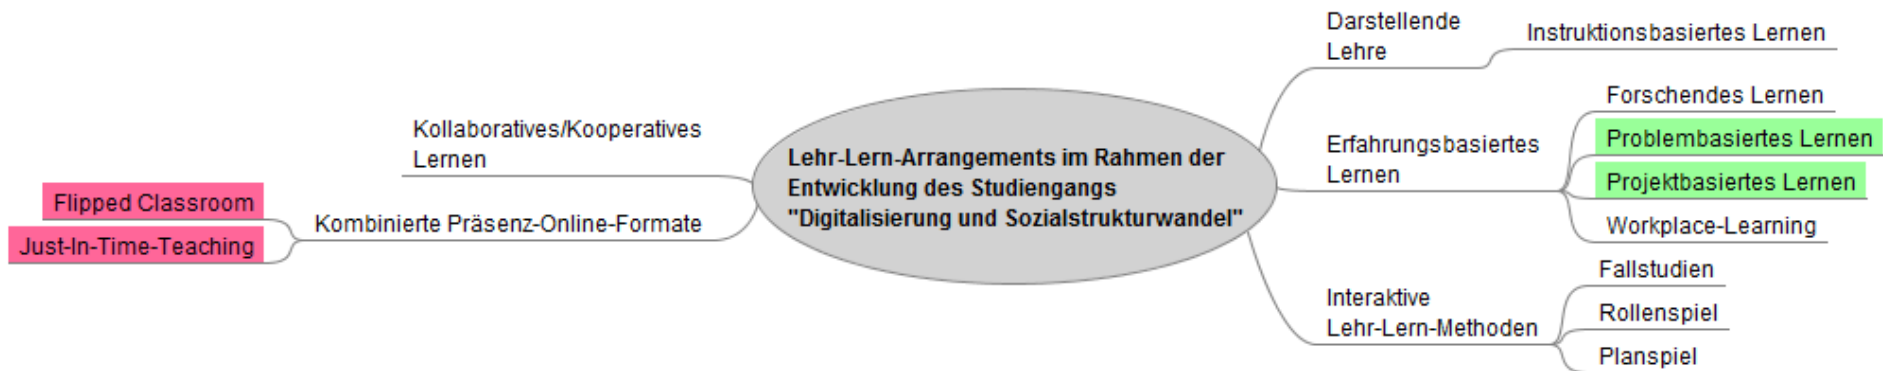 Kollaboratives/Kooperatives
Lernen
Flipped Classroom
Just-In-Time-Teaching
Kombinierte Präsenz-Online-Formate
Lehr-Lern-Arrangements im Rahmen der
Entwicklung des Studiengangs
"Digitalisierung und Sozialstrukturwandel"
Darstellende
Lehre
Instruktionsbasiertes Lernen
Erfahrungsbasiertes
Lernen
Forschendes Lernen
Problembasiertes Lernen
Projektbasiertes Lernen
Workplace-Learning
Interaktive
Lehr-Lern-Methoden
Fallstudien
Rollenspiel
Planspiel